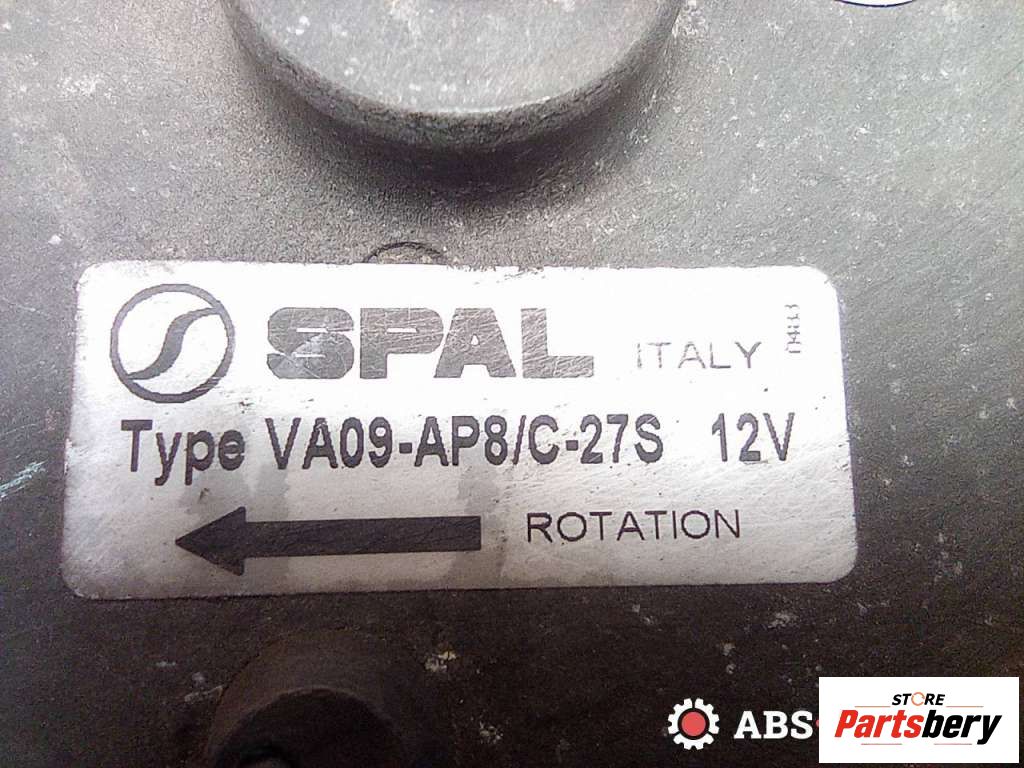 SPAL ITALY
Type VA09-AP8/C-27S 12V
ROTATION
STORE
Partsbery
ABS-